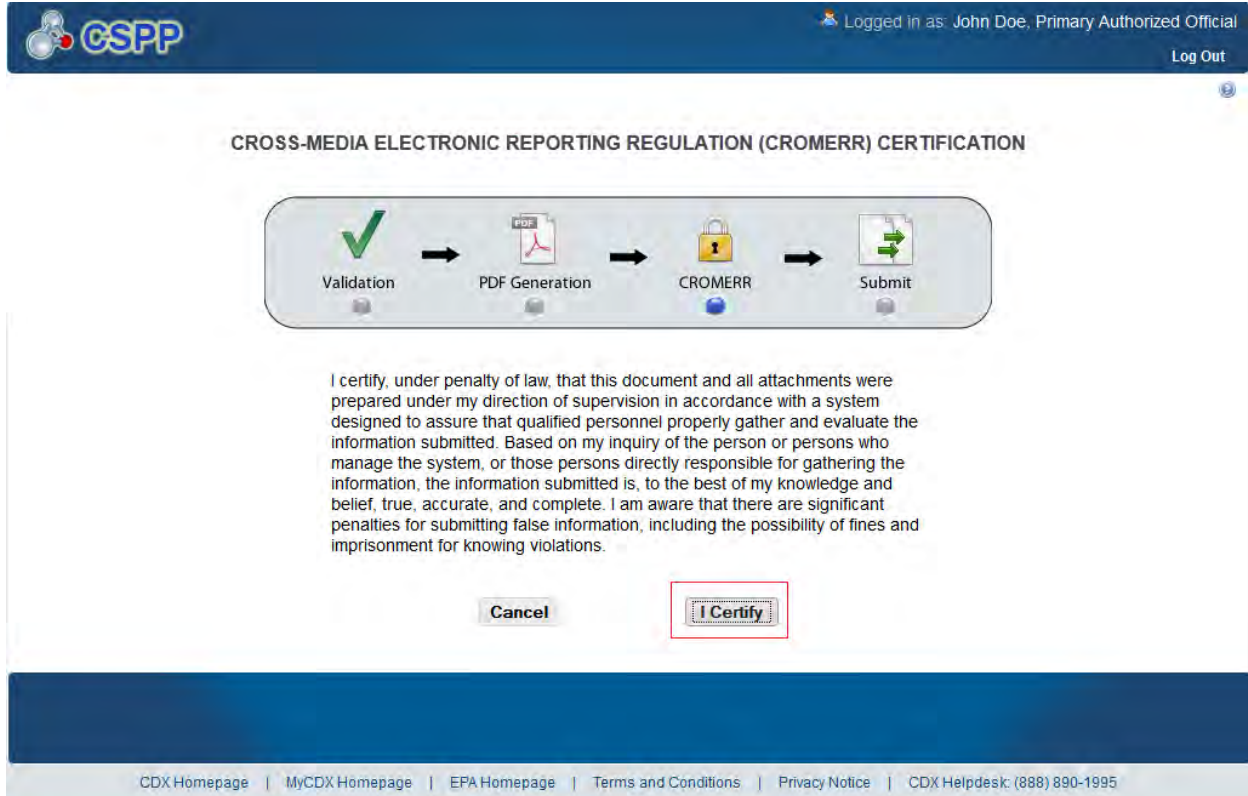 CSPP
Logged in as: John Doe, Primary Authorized Official
Log Out
CROSS-MEDIA ELECTRONIC REPORTING REGULATION (CROMERR) CERTIFICATION
PDF
Validation
PDF Generation
CROMERR
Submit
I certify, under penalty of law, that this document and all attachments were
prepared under my direction of supervision in accordance with a system
designed to assure that qualified personnel properly gather and evaluate the
information submitted. Based on my inquiry of the person or persons who
manage the system, or those persons directly responsible for gathering the
information, the information submitted is, to the best of my knowledge and
belief, true, accurate, and complete. I am aware that there are significant
penalties for submitting false information, including the possibility of fines and
imprisonment for knowing violations.
Cancel
I Certify
CDX Homepage | MyCDX Homepage | EPA Homepage | Terms and Conditions | Privacy Notice | CDX Helpdesk: (888) 890-1995